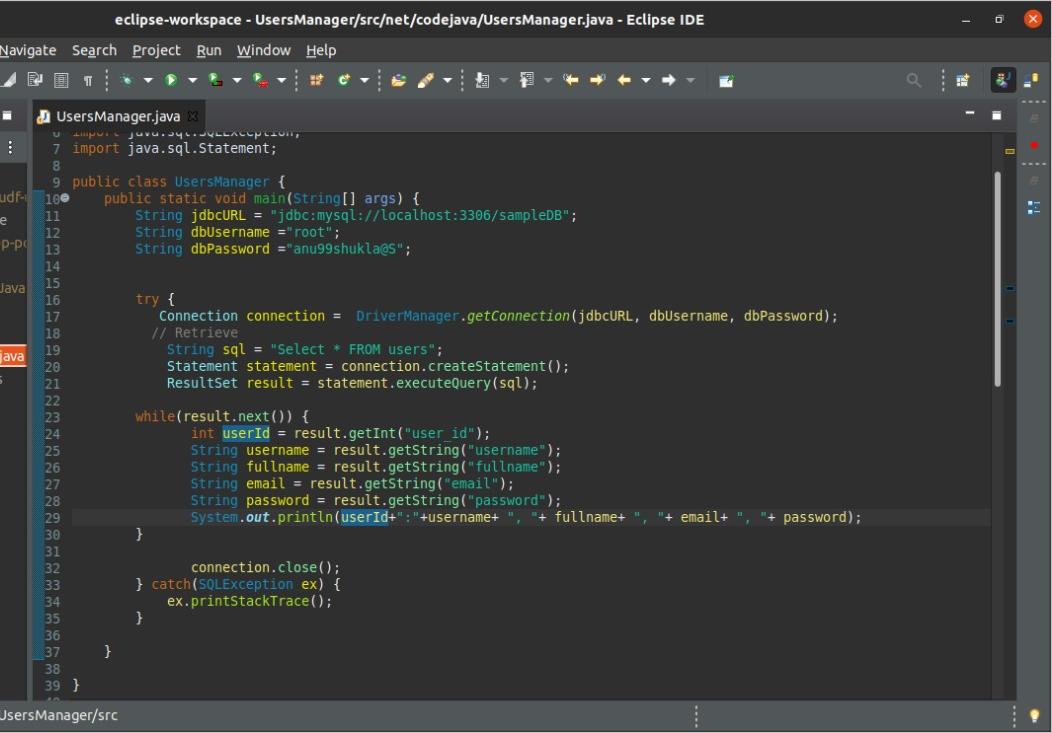 eclipse-workspace - UsersManager/src/net/codejava/UsersManager.java - Eclipse IDE
Navigate Search Project Run Window Help
UsersManager.java
6 import java.sql.SQLException;
7 import java.sql.Statement;
8
9 public class UsersManager {
10 public static void main(String[] args) {
11 String jdbcURL = "jdbc:mysql://localhost:3306/sampleDB";
12 String dbUsername ="root";
13 String dbPassword ="anu99shukla@S";
14
15
16 try {
17 Connection connection =  DriverManager.getConnection(jdbcURL, dbUsername, dbPassword);
18 // Retrieve
19 String sql = "Select * FROM users";
20 Statement statement = connection.createStatement();
21 ResultSet result = statement.executeQuery(sql);
22
23 while(result.next()) {
24 int userId = result.getInt("user_id");
25 String username = result.getString("username");
26 String fullname = result.getString("fullname");
27 String email = result.getString("email");
28 String password = result.getString("password");
29 System.out.println(userId+":"+username+ ", "+ fullname+ ", "+ email+ ", "+ password);
30 }
31
32 connection.close();
33 } catch(SQLException ex) {
34 ex.printStackTrace();
35 }
36
37 }
38
39 }
udf-
e
p-po
Java
java
s
UsersManager/src